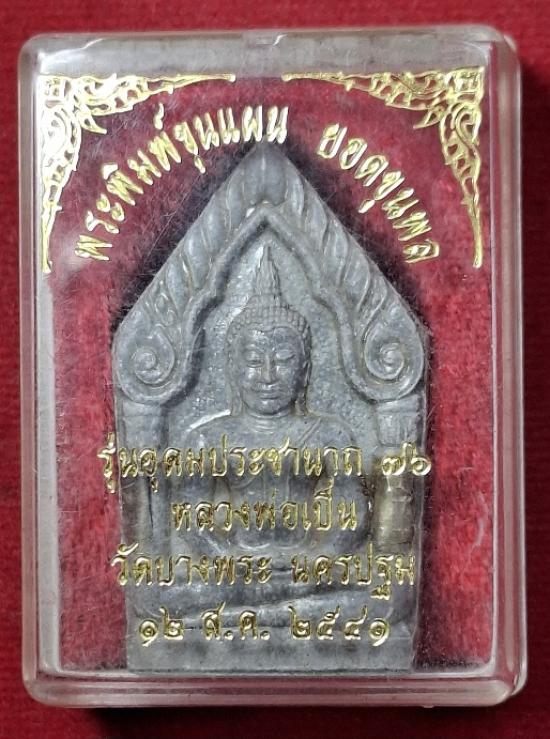 พระพิมพ์ขุนแผน ยอดขุนพล
รุ่นอุดมประชานาถ ๗๖
หลวงพ่อเปิ่น
วัดบางพระ นครปฐม
๑๒ ส.ค. ๒๕๔๑